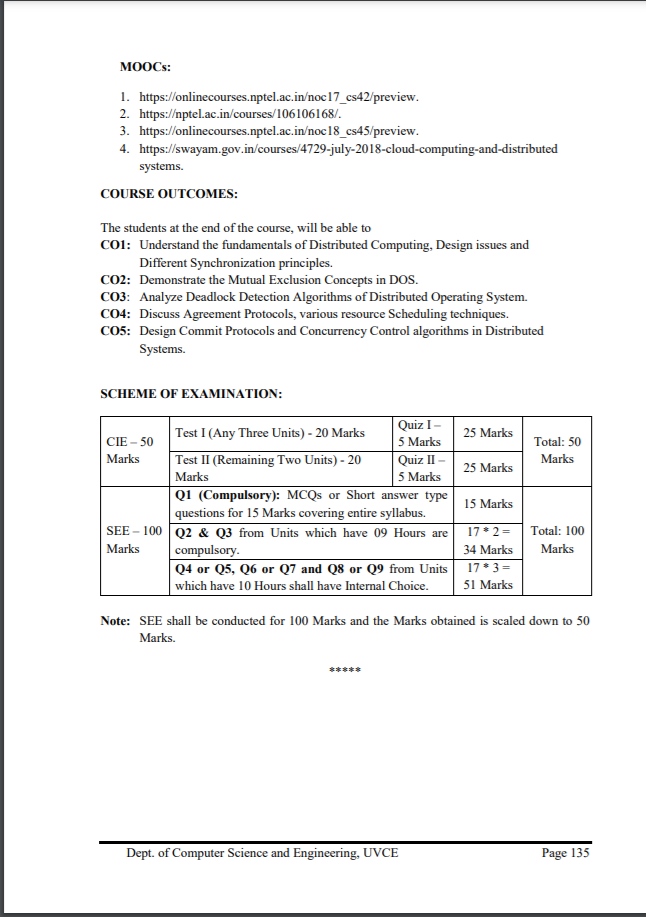 MOOCs:
1. https://onlinecourses.nptel.ac.in/noc17_cs42/preview.
2. https://nptel.ac.in/courses/106106168/.
3. https://onlinecourses.nptel.ac.in/noc18_cs45/preview.
4. https://swayam.gov.in/courses/4729-july-2018-cloud-computing-and-distributed
systems.
COURSE OUTCOMES:
The students at the end of the course, will be able to
CO1: Understand the fundamentals of Distributed Computing, Design issues and
Different Synchronization principles.
CO2: Demonstrate the Mutual Exclusion Concepts in DOS.
CO3: Analyze Deadlock Detection Algorithms of Distributed Operating System.
CO4: Discuss Agreement Protocols, various resource Scheduling techniques.
CO5: Design Commit Protocols and Concurrency Control algorithms in Distributed
Systems.
SCHEME OF EXAMINATION:
CIE – 50
Marks
Test I (Any Three Units) - 20 Marks
Quiz I –
5 Marks
25 Marks
Total: 50
Marks
Test II (Remaining Two Units) - 20
Marks
Quiz II –
5 Marks
25 Marks
SEE – 100
Marks
Q1 (Compulsory): MCQs or Short answer type
questions for 15 Marks covering entire syllabus.
15 Marks
Total: 100
Marks
Q2 & Q3 from Units which have 09 Hours are
compulsory.
17 * 2 =
34 Marks
Q4 or Q5, Q6 or Q7 and Q8 or Q9 from Units
which have 10 Hours shall have Internal Choice.
17 * 3 =
51 Marks
Note: SEE shall be conducted for 100 Marks and the Marks obtained is scaled down to 50
Marks.
*****
Dept. of Computer Science and Engineering, UVCE Page 135